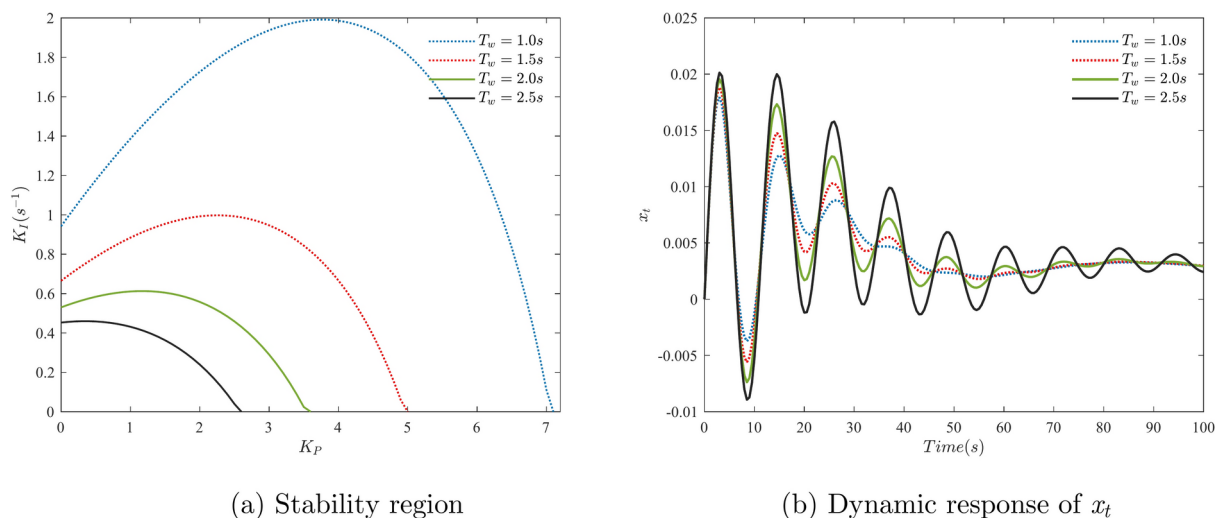 2
1.8
1.6
1.4
1.2
1
0.8
0.6
0.4
0.2
0
K_I(s^{-1})
T_w = 1.0s
T_w = 1.5s
T_w = 2.0s
T_w = 2.5s
0 1 2 3 4 5 6 7
K_P
(a) Stability region
0.025
0.02
0.015
0.01
0.005
0
-0.005
-0.01
x_t
T_w = 1.0s
T_w = 1.5s
T_w = 2.0s
T_w = 2.5s
0 10 20 30 40 50 60 70 80 90 100
Time(s)
(b) Dynamic response of x_t